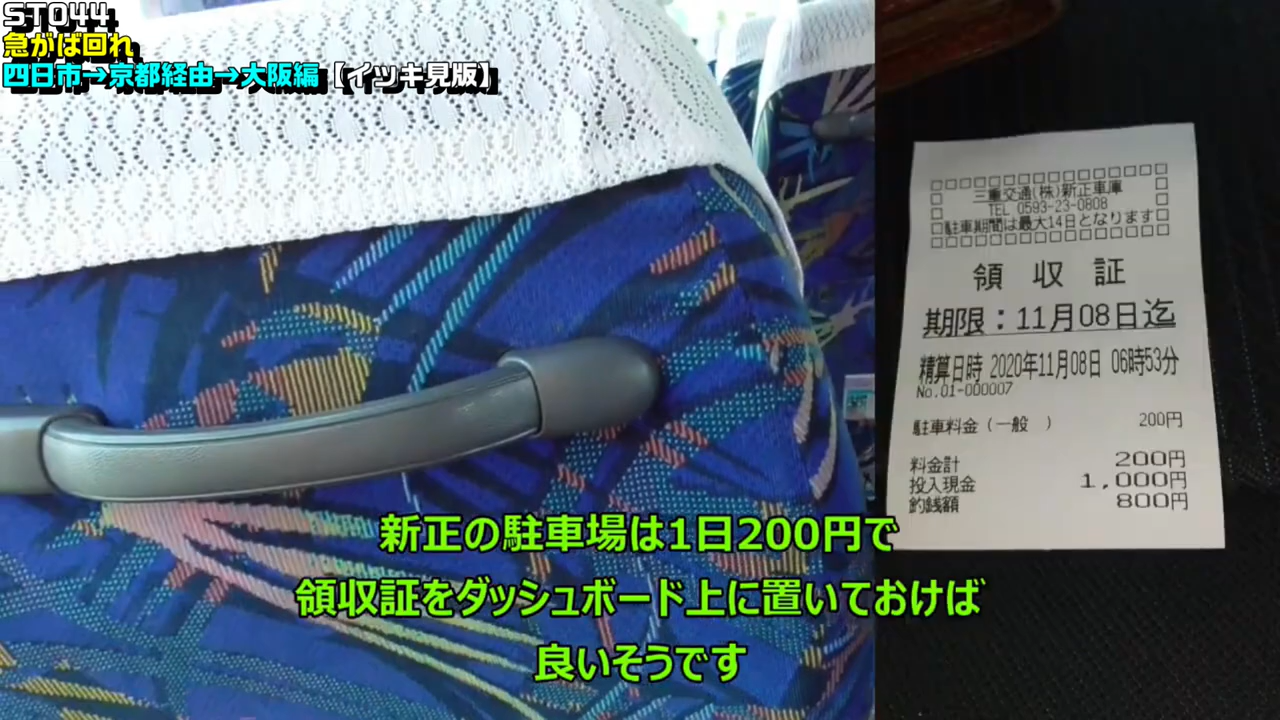 STO44
急がば回れ
四日市→京都経由→大阪編【イツキ見版】
三重交通(株)新正車庫
TEL 0593-23-0808
駐車期間は最大14日となります
領 収 証
期限：11月08日迄
精算日時 2020年11月08日 06時53分
No.01-000007
駐車料金(一般 ) 200円
料金計 200円
投入現金 1,000円
釣銭額 800円
新正の駐車場は1日200円で
領収証をダッシュボード上に置いておけば
良いそうです